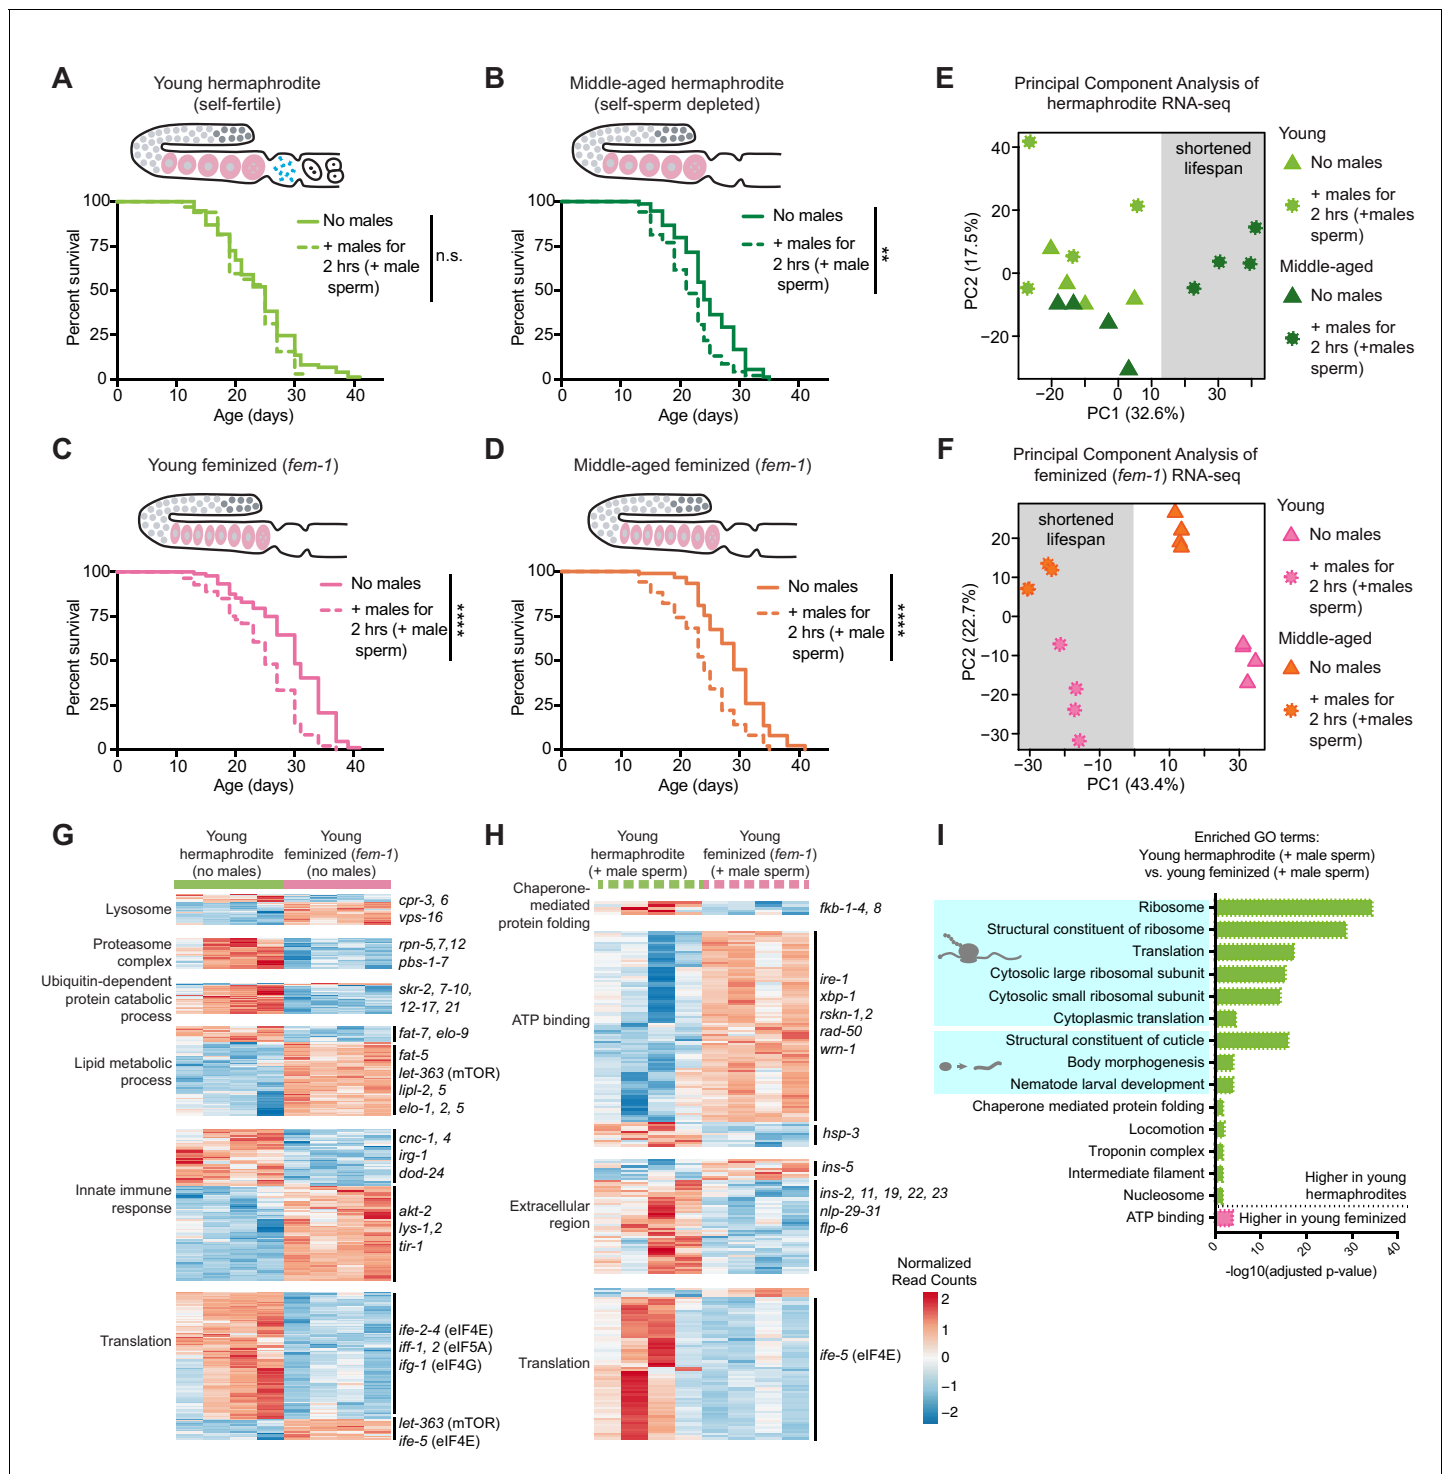 A
Young hermaphrodite
(self-fertile)
100
75
50
25
0
Percent survival
0 10 20 30 40
Age (days)
No males
+ males for
2 hrs (+ male
sperm)
n.s.
B
Middle-aged hermaphrodite
(self-sperm depleted)
100
75
50
25
0
Percent survival
0 10 20 30 40
Age (days)
No males
+ males for
2 hrs (+ male
sperm)
**
E
Principal Component Analysis of
hermaphrodite RNA-seq
shortened
lifespan
40
20
0
−20
PC2 (17.5%)
−20 0 10 30
PC1 (32.6%)
Young
No males
+ males for
2 hrs (+males
sperm)
Middle-aged
No males
+ males for
2 hrs (+males
sperm)
C
Young feminized (fem-1)
100
75
50
25
0
Percent survival
0 10 20 30 40
Age (days)
No males
+ males for
2 hrs (+ male
sperm)
****
D
Middle-aged feminized (fem-1)
100
75
50
25
0
Percent survival
0 10 20 30 40
Age (days)
No males
+ males for
2 hrs (+ male
sperm)
****
F
Principal Component Analysis of
feminized (fem-1) RNA-seq
shortened
lifespan
20
10
0
−10
−20
−30
PC2 (22.7%)
−30 −10 10 30
PC1 (43.4%)
Young
No males
+ males for
2 hrs (+males
sperm)
Middle-aged
No males
+ males for
2 hrs (+males
sperm)
G
Young
hermaphrodite
(no males)
Young
feminized (fem-1)
(no males)
Lysosome
cpr-3, 6
vps-16
Proteasome
complex
rpn-5,7,12
pbs-1-7
Ubiquitin-dependent
protein catabolic
process
skr-2, 7-10,
12-17, 21
Lipid metabolic
process
fat-7, elo-9
fat-5
let-363 (mTOR)
lipl-2, 5
elo-1, 2, 5
Innate immune
response
cnc-1, 4
irg-1
dod-24
akt-2
lys-1,2
tir-1
Translation
ife-2-4 (eIF4E)
iff-1, 2 (eIF5A)
ifg-1 (eIF4G)
let-363 (mTOR)
ife-5 (eIF4E)
H
Young
hermaphrodite
(+ male sperm)
Young
feminized (fem-1)
(+ male sperm)
Chaperone-
mediated
protein folding
fkb-1-4, 8
ATP binding
ire-1
xbp-1
rskn-1,2
rad-50
wrn-1
hsp-3
Extracellular
region
ins-5
ins-2, 11, 19, 22, 23
nlp-29-31
flp-6
Translation
ife-5 (eIF4E)
Normalized
Read Counts
2
1
0
−1
−2
I
Enriched GO terms:
Young hermaphrodite (+ male sperm)
vs. young feminized (+ male sperm)
Ribosome
Structural constituent of ribosome
Translation
Cytosolic large ribosomal subunit
Cytosolic small ribosomal subunit
Cytoplasmic translation
Structural constituent of cuticle
Body morphogenesis
Nematode larval development
Chaperone mediated protein folding
Locomotion
Troponin complex
Intermediate filament
Nucleosome
ATP binding
Higher in young
hermaphrodites
Higher in young feminized
0 10 20 30 40
-log10(adjusted p-value)